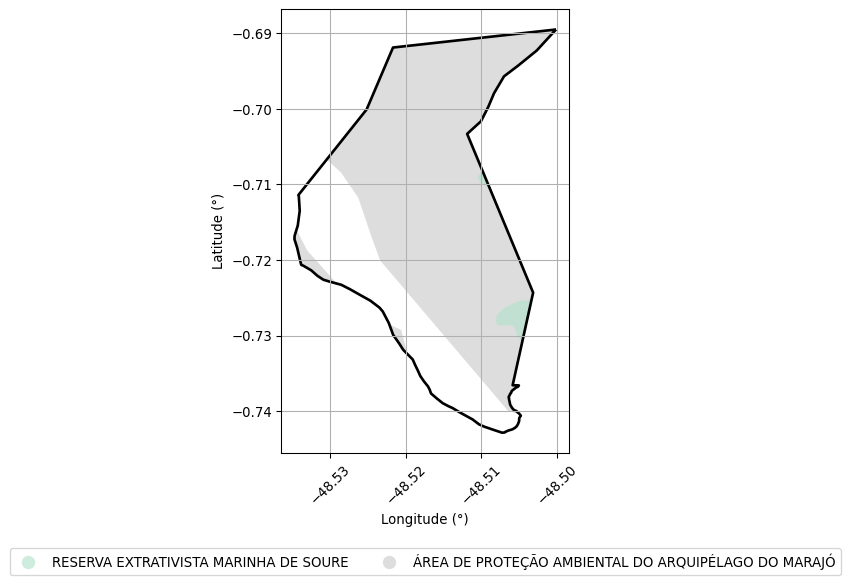 −0.69
−0.70
−0.71
−0.72
−0.73
−0.74
Latitude (°)
−48.53
−48.52
−48.51
−48.50
Longitude (°)
RESERVA EXTRATIVISTA MARINHA DE SOURE
ÁREA DE PROTEÇÃO AMBIENTAL DO ARQUIPÉLAGO DO MARAJÓ